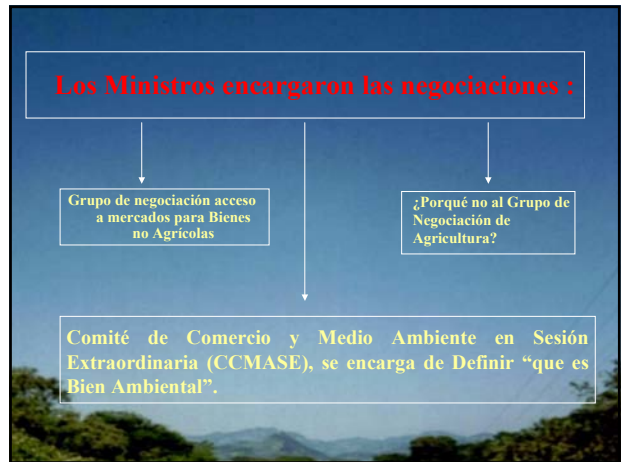 Los Ministros encargaron las negociaciones :
Grupo de negociación acceso
a mercados para Bienes
no Agrícolas
¿Porqué no al Grupo de
Negociación de
Agricultura?
Comité de Comercio y Medio Ambiente en Sesión
Extraordinaria (CCMASE), se encarga de Definir “que es
Bien Ambiental”.